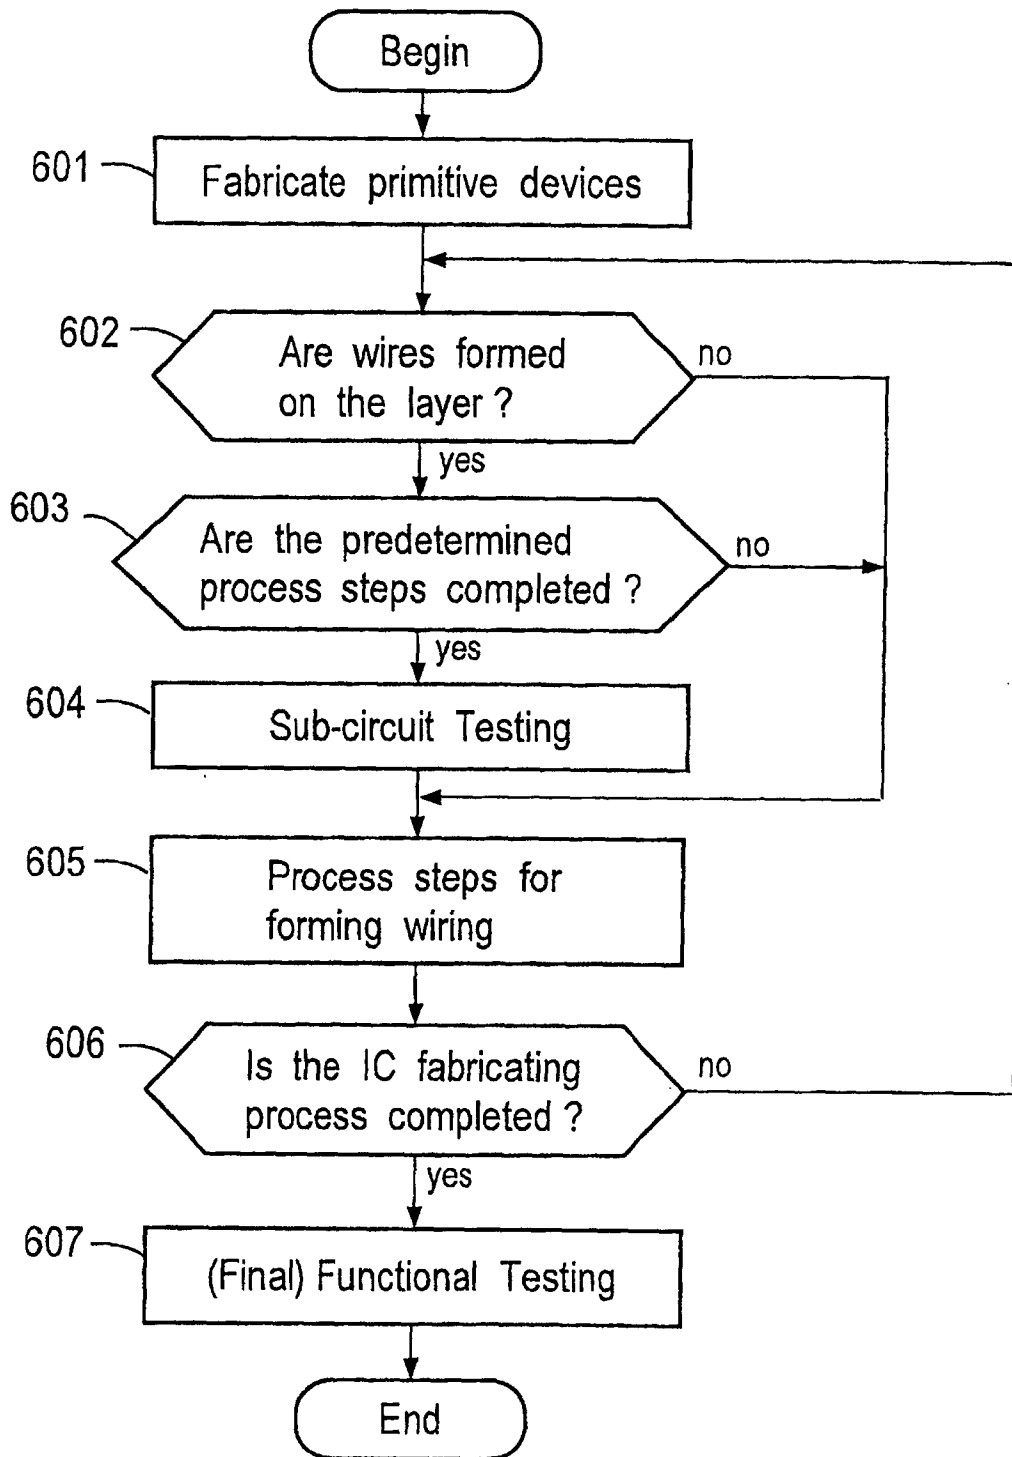 Begin
601
Fabricate primitive devices
602
Are wires formed
on the layer ?
no
yes
603
Are the predetermined
process steps completed ?
no
yes
604
Sub-circuit Testing
605
Process steps for
forming wiring
606
Is the IC fabricating
process completed ?
no
yes
607
(Final) Functional Testing
End